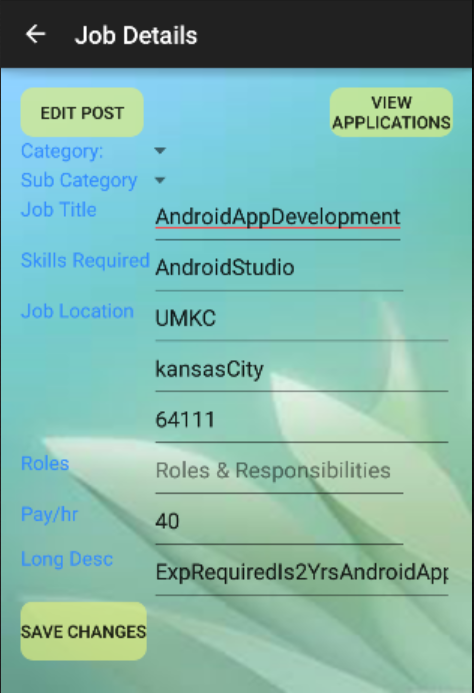 Job Details
EDIT POST
VIEW
APPLICATIONS
Category:
Sub Category
Job Title
AndroidAppDevelopment
Skills Required
AndroidStudio
Job Location
UMKC
kansasCity
64111
Roles
Roles & Responsibilities
Pay/hr
40
Long Desc
ExpRequiredIs2YrsAndroidApp
SAVE CHANGES